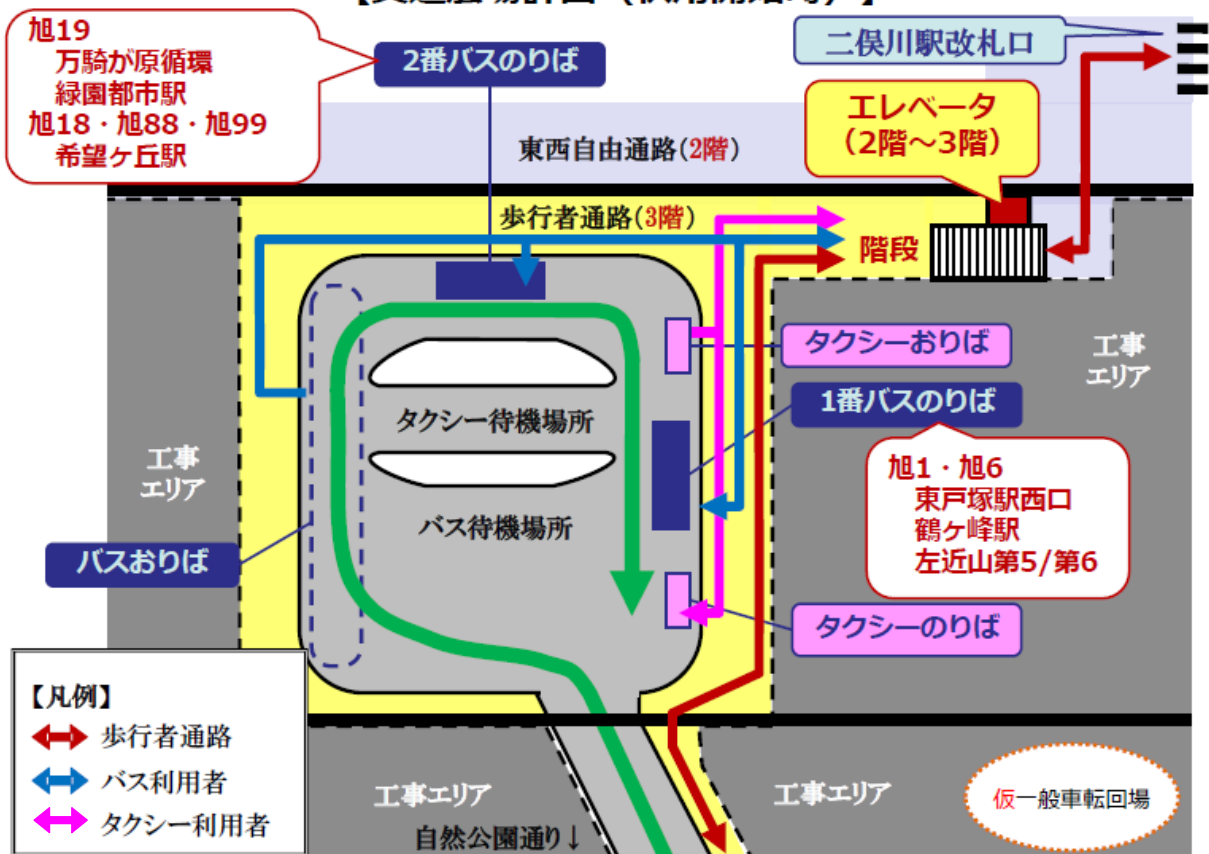 旭19
万騎が原循環
緑園都市駅
旭18・旭88・旭99
希望ヶ丘駅
2番バスのりば
二俣川駅改札口
エレベータ
（2階～3階）
東西自由通路（2階）
歩行者通路（3階）
階段
タクシーおりば
工事
エリア
1番バスのりば
タクシー待機場所
工事
エリア
旭1・旭6
東戸塚駅西口
鶴ヶ峰駅
左近山第5/第6
バス待機場所
バスおりば
タクシーのりば
【凡例】
歩行者通路
バス利用者
タクシー利用者
工事エリア
工事エリア
仮一般車転回場
自然公園通り↓